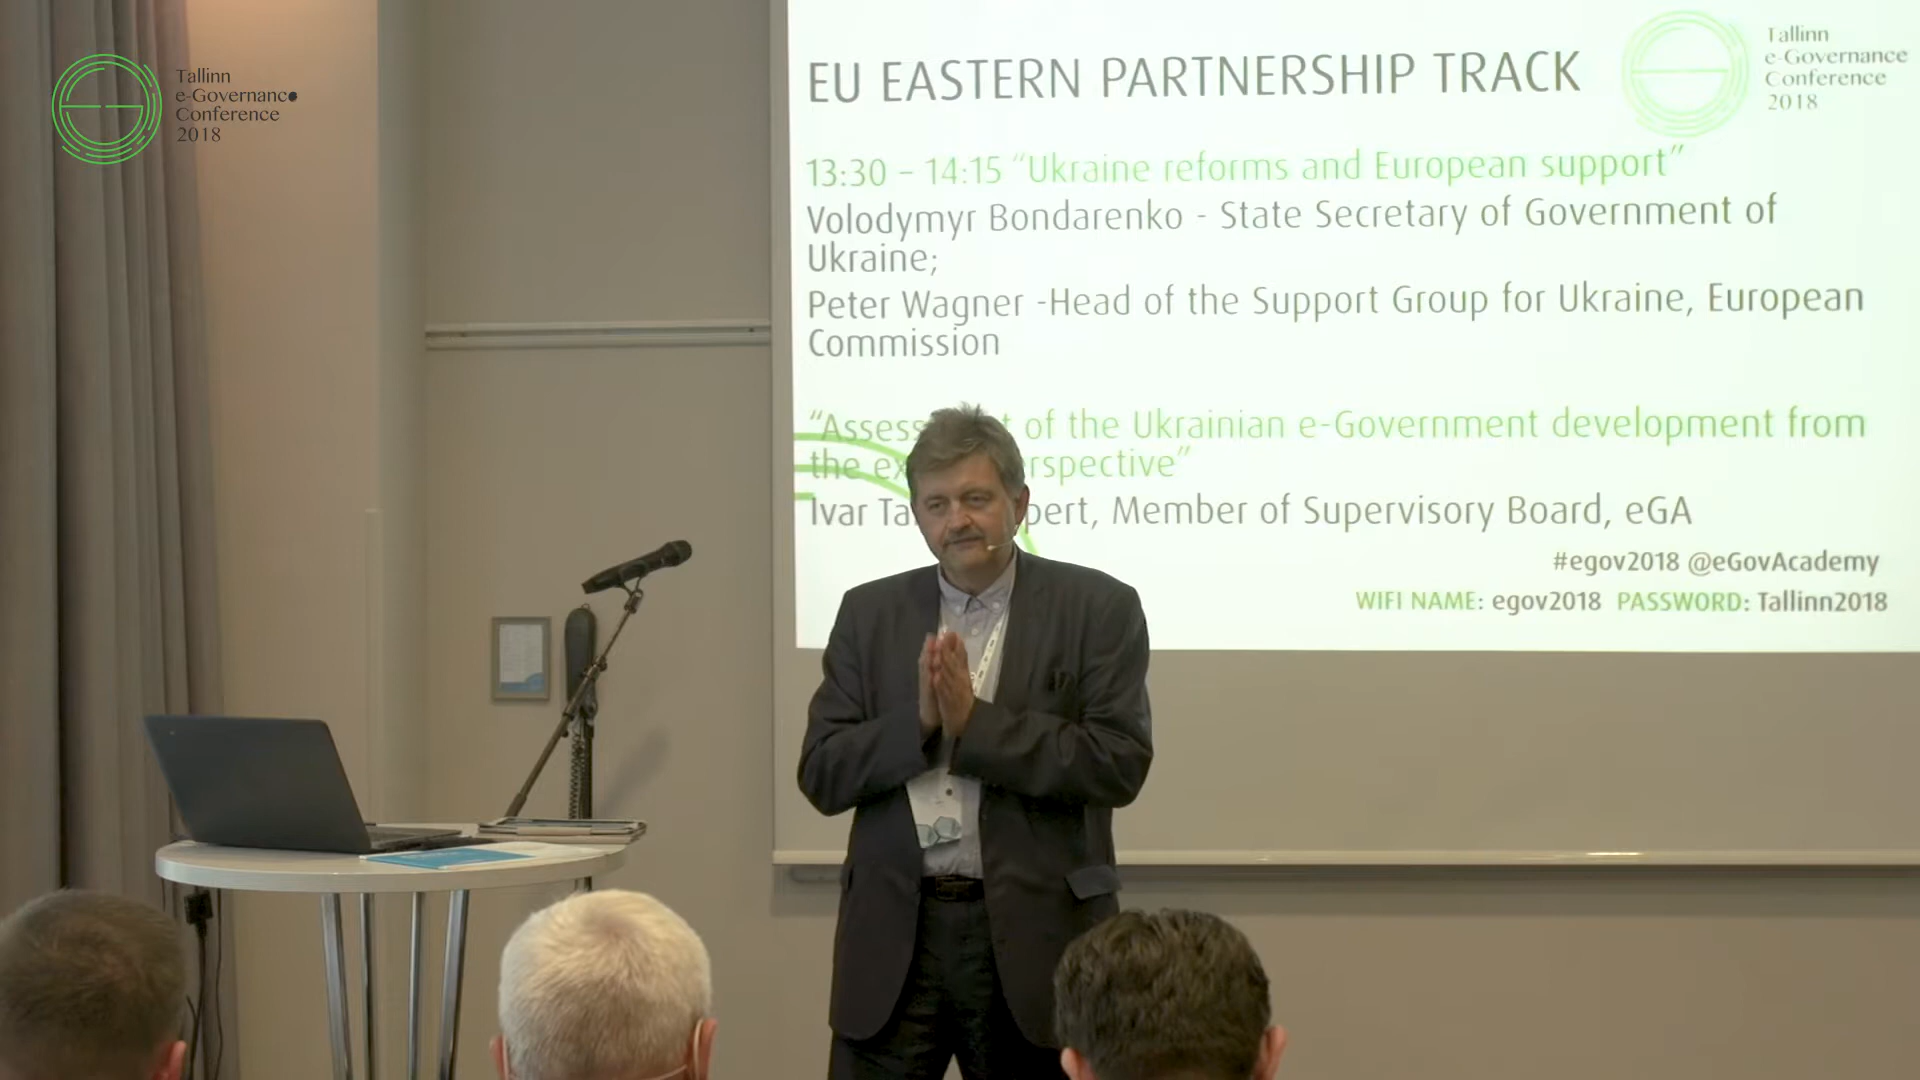 Tallinn
e-Governance
Conference
2018
EU EASTERN PARTNERSHIP TRACK
Tallinn
e-Governance
Conference
2018
13:30 – 14:15 “Ukraine reforms and European support”
Volodymyr Bondarenko - State Secretary of Government of
Ukraine;
Peter Wagner -Head of the Support Group for Ukraine, European
Commission
of the Ukrainian e-Government development from
the
Ivar Member of Supervisory Board, eGA
#egov2018 @eGovAcademy
WIFI NAME: egov2018 PASSWORD: Tallinn2018